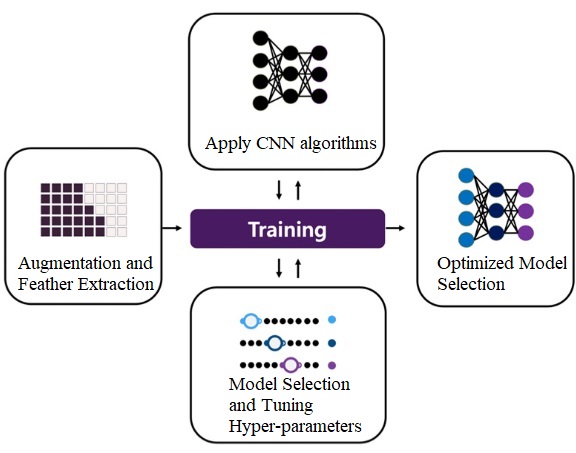 Apply CNN algorithms
Augmentation and
Feather Extraction
Training
Optimized Model
Selection
Model Selection
and Tuning
Hyper-parameters